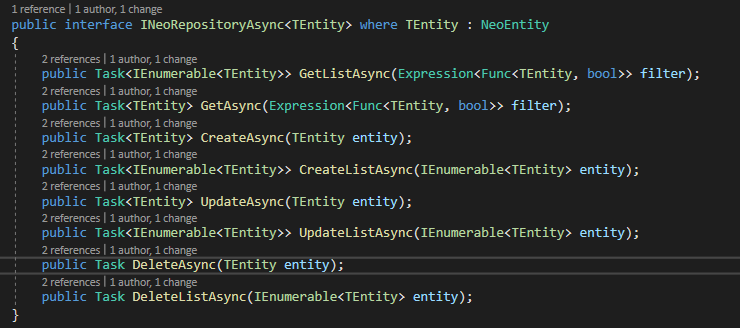 1 reference | 1 author, 1 change
public interface INeoRepositoryAsync<TEntity> where TEntity : NeoEntity
{
2 references | 1 author, 1 change
public Task<IEnumerable<TEntity>> GetListAsync(Expression<Func<TEntity, bool>> filter);
2 references | 1 author, 1 change
public Task<TEntity> GetAsync(Expression<Func<TEntity, bool>> filter);
2 references | 1 author, 1 change
public Task<TEntity> CreateAsync(TEntity entity);
2 references | 1 author, 1 change
public Task<IEnumerable<TEntity>> CreateListAsync(IEnumerable<TEntity> entity);
2 references | 1 author, 1 change
public Task<TEntity> UpdateAsync(TEntity entity);
2 references | 1 author, 1 change
public Task<IEnumerable<TEntity>> UpdateListAsync(IEnumerable<TEntity> entity);
2 references | 1 author, 1 change
public Task DeleteAsync(TEntity entity);
2 references | 1 author, 1 change
public Task DeleteListAsync(IEnumerable<TEntity> entity);
}